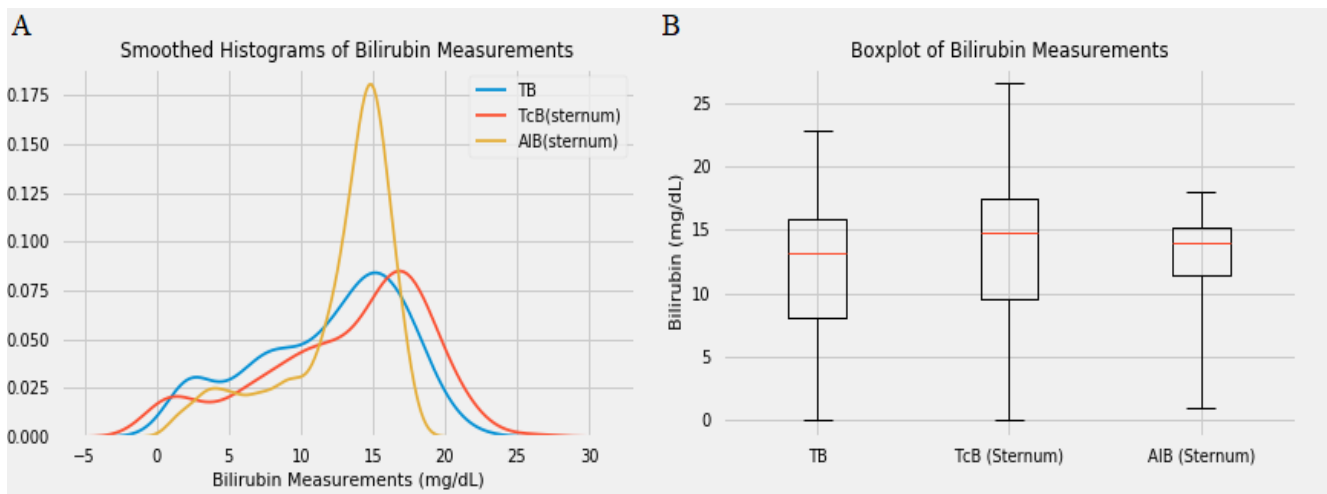 A
Smoothed Histograms of Bilirubin Measurements
0.175
0.150
0.125
0.100
0.075
0.050
0.025
0.000
TB
TcB(sternum)
AIB(sternum)
−5 0 5 10 15 20 25 30
Bilirubin Measurements (mg/dL)
B
Boxplot of Bilirubin Measurements
Bilirubin (mg/dL)
25
20
15
10
5
0
TB TcB (Sternum) AIB (Sternum)